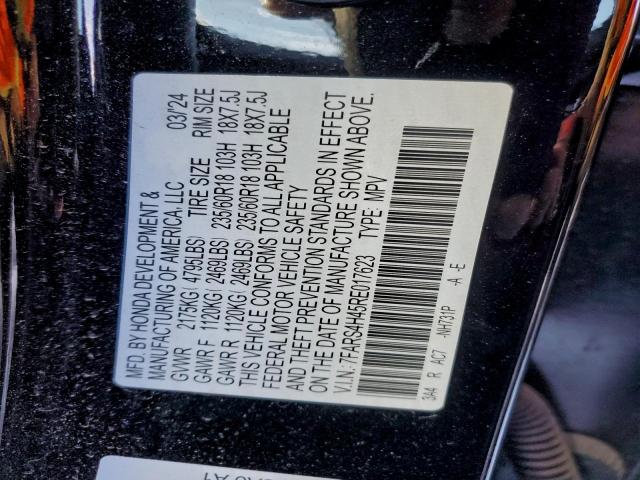 MFD. BY HONDA DEVELOPMENT &
MANUFACTURING OF AMERICA, LLC 03/24
GVWR 2175KG (4795LBS) TIRE SIZE RIM SIZE
GAWR F 1120KG (2469LBS) 235/60R18 103H 18X7.5J
GAWR R 1120KG (2469LBS) 235/60R18 103H 18X7.5J
THIS VEHICLE CONFORMS TO ALL APPLICABLE
FEDERAL MOTOR VEHICLE SAFETY
AND THEFT PREVENTION STANDARDS IN EFFECT
ON THE DATE OF MANUFACTURE SHOWN ABOVE.
V.I.N.: 7FARS4H45RE017623 TYPE: MPV
3A4 R AC7 -NH731P -A -E